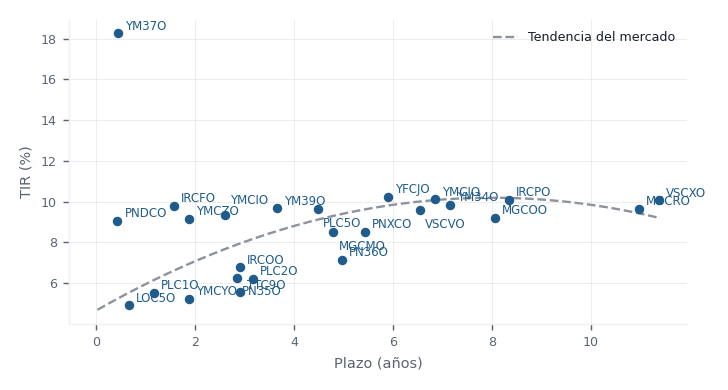 YM37O
Tendencia del mercado
18
16
14
12
10
8
6
TIR (%)
VSCXO
YFCJO
YMCJO
IRCPO
IRCFO
YMCIO
YM39O
YM34O
MGCRO
PNDCO
YMCZO
MGCOO
PLC5O
PNXCO
VSCVO
MGCMO
PN36O
IRCOO
PLC2O
PLC1O
TTC9O
YMCYO
PN35O
LOC5O
0
2
4
6
8
10
Plazo (años)